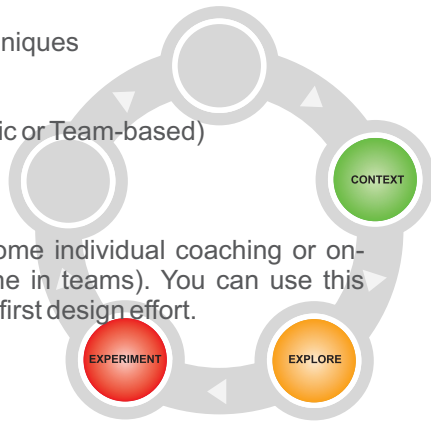 niques
ic or Team-based)
CONTEXT
ome individual coaching or on-
ne in teams). You can use this
first design effort.
EXPERIMENT
EXPLORE